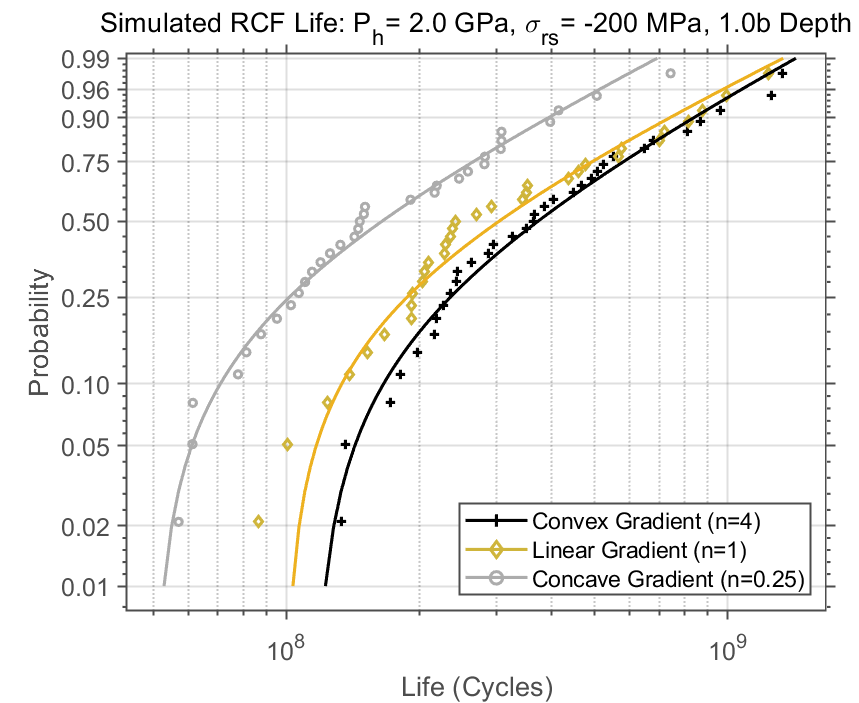 Simulated RCF Life: P_h= 2.0 GPa, σ_rs= -200 MPa, 1.0b Depth
0.99
0.96
0.90
0.75
0.50
0.25
0.10
0.05
0.02
0.01
Probability
Convex Gradient (n=4)
Linear Gradient (n=1)
Concave Gradient (n=0.25)
10^8
10^9
Life (Cycles)